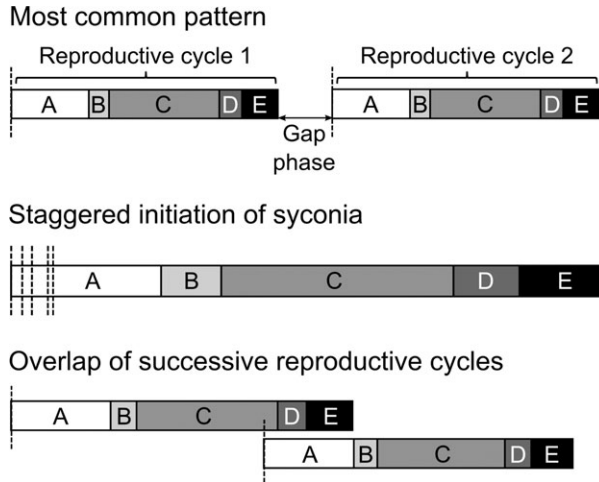 Most common pattern
Reproductive cycle 1 Reproductive cycle 2
A B C D E A B C D E
Gap
phase
Staggered initiation of syconia
A B C D E
Overlap of successive reproductive cycles
A B C D E
A B C D E